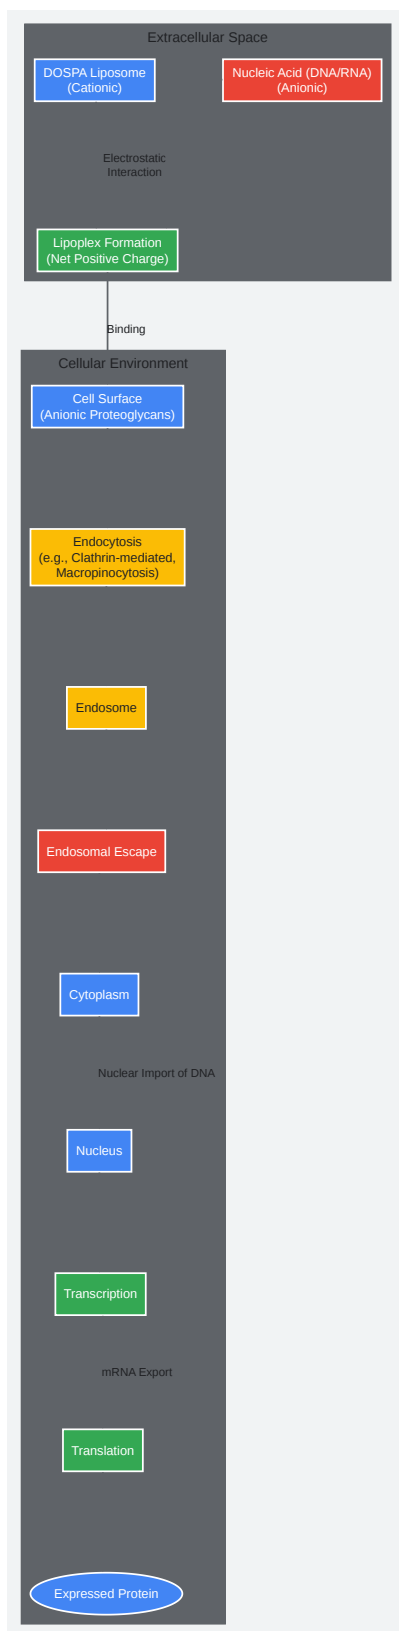 Extracellular Space
DOSPA Liposome
(Cationic)
Nucleic Acid (DNA/RNA)
(Anionic)
Electrostatic
Interaction
Lipoplex Formation
(Net Positive Charge)
Binding
Cellular Environment
Cell Surface
(Anionic Proteoglycans)
Endocytosis
(e.g., Clathrin-mediated,
Macropinocytosis)
Endosome
Endosomal Escape
Cytoplasm
Nuclear Import of DNA
Nucleus
Transcription
mRNA Export
Translation
Expressed Protein